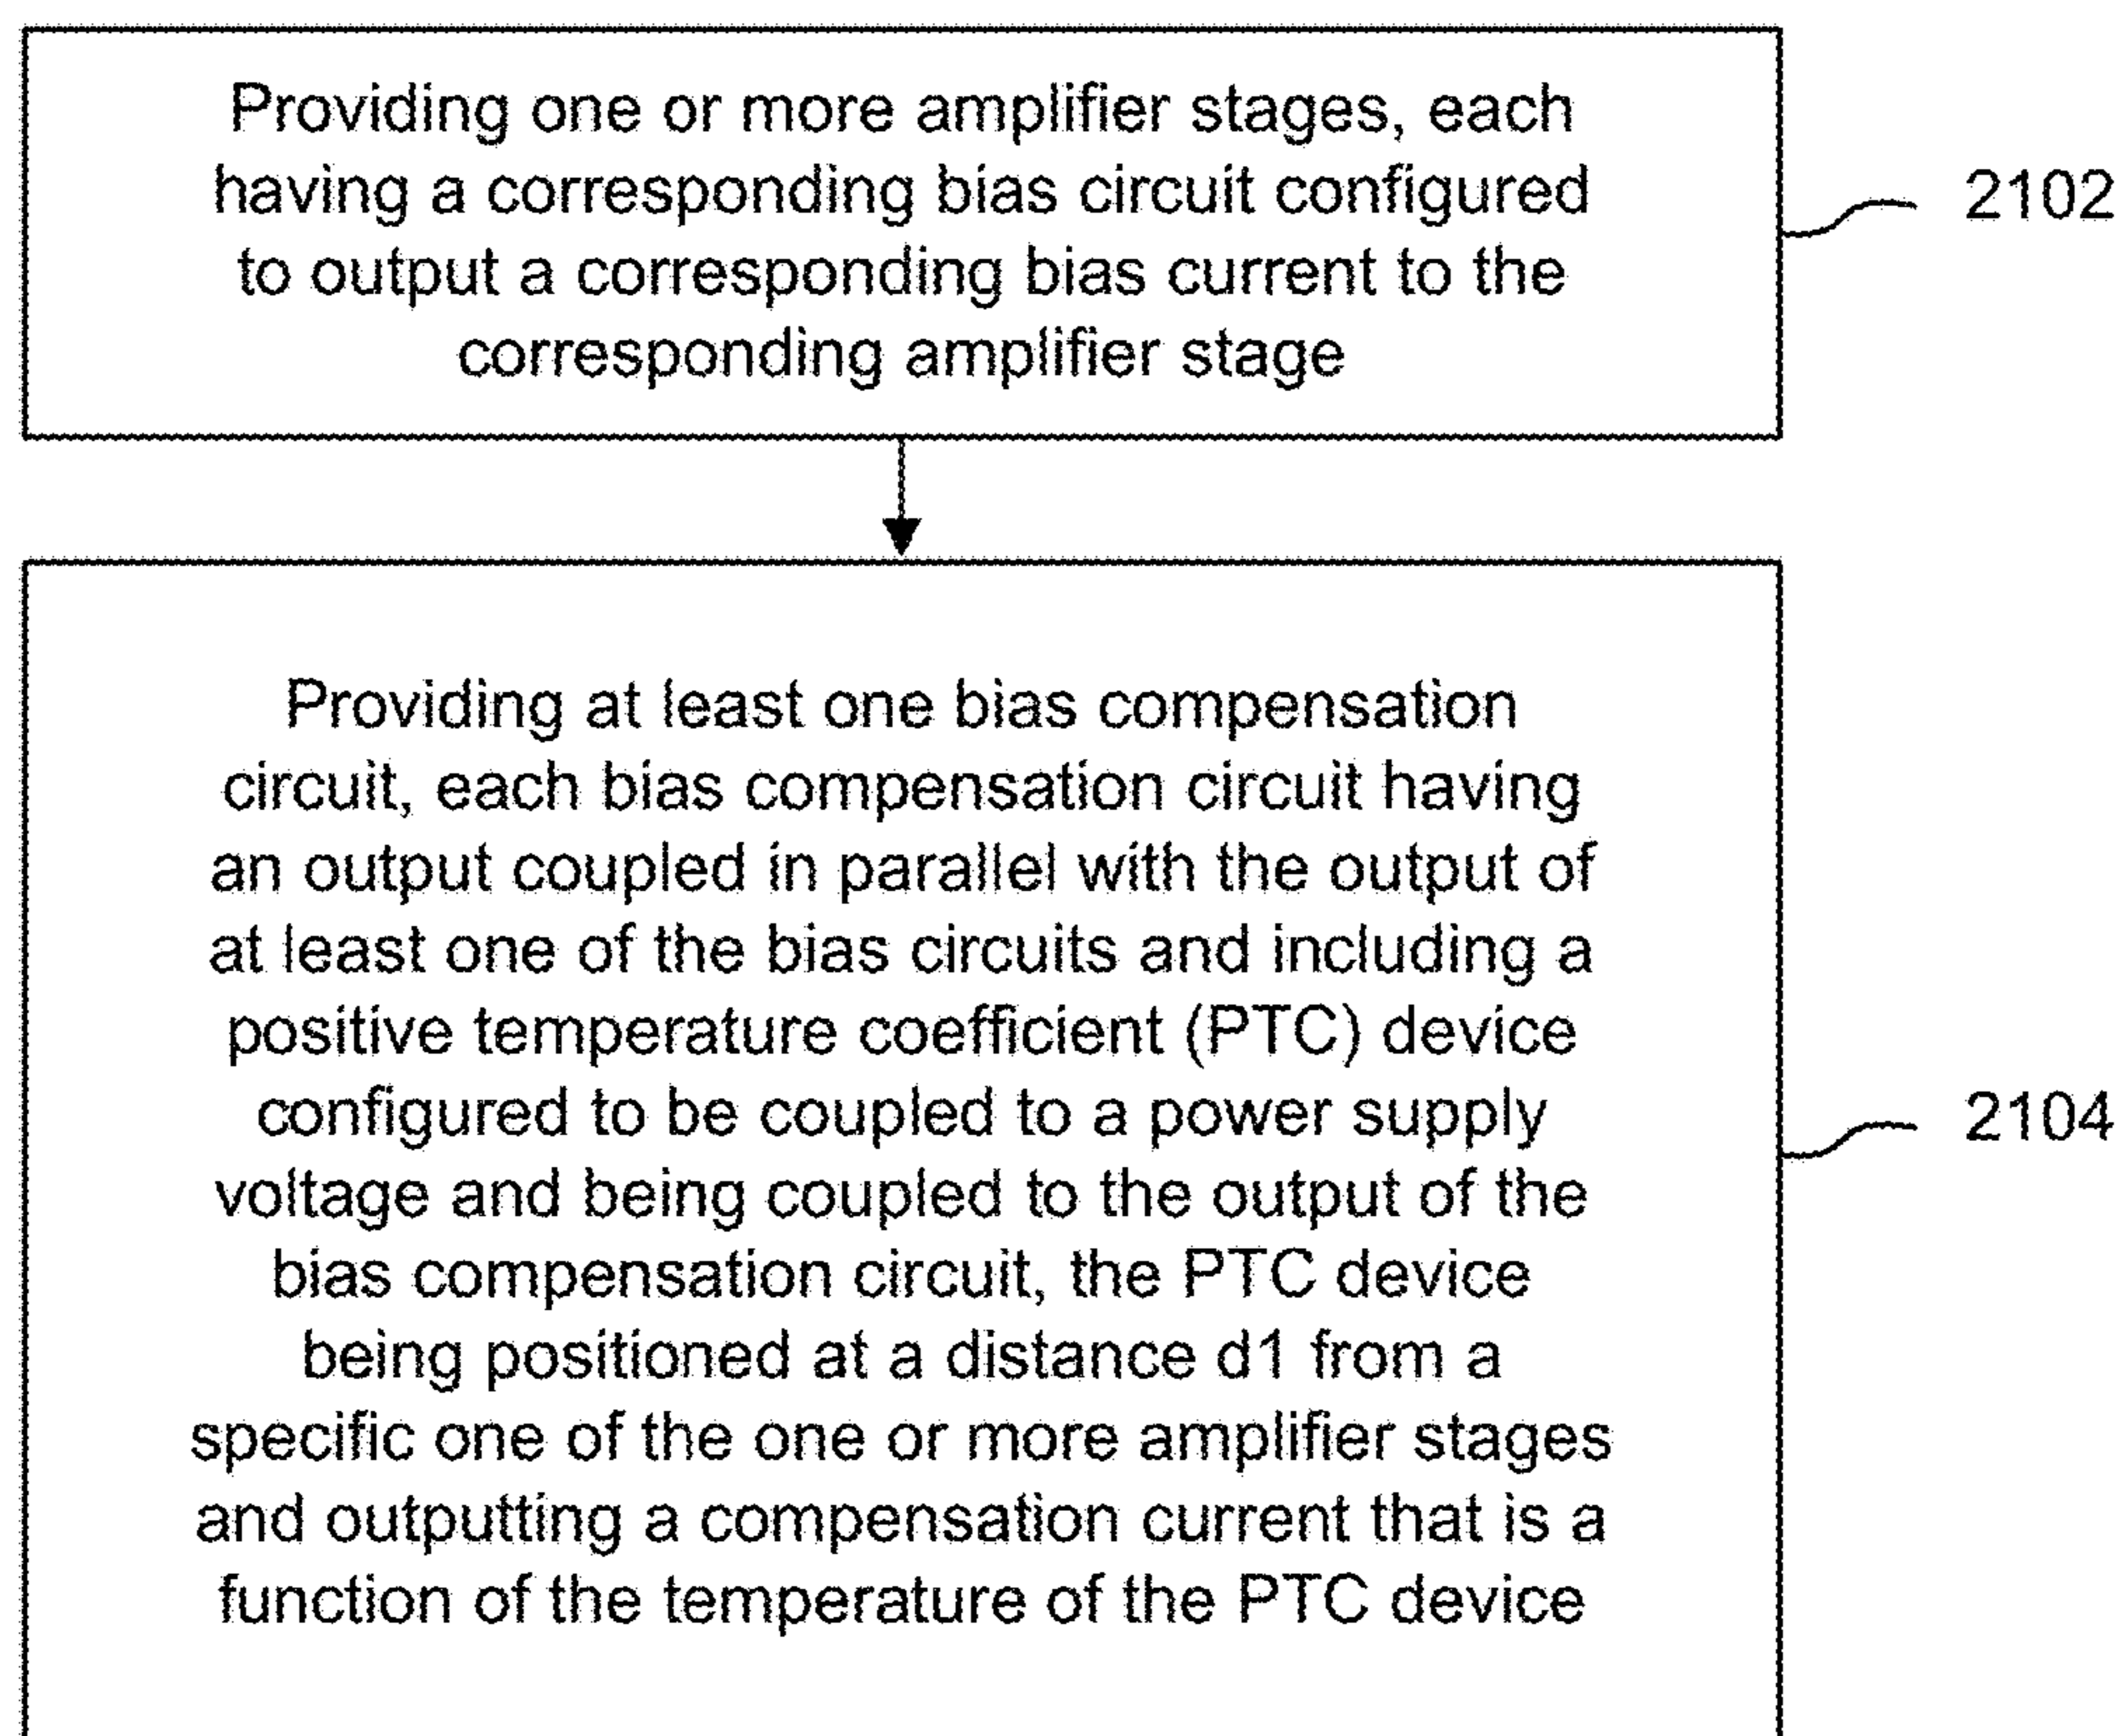 Providing one or more amplifier stages, each
having a corresponding bias circuit configured
to output a corresponding bias current to the
corresponding amplifier stage
2102
Providing at least one bias compensation
circuit, each bias compensation circuit having
an output coupled in parallel with the output of
at least one of the bias circuits and including a
positive temperature coefficient (PTC) device
configured to be coupled to a power supply
voltage and being coupled to the output of the
bias compensation circuit, the PTC device
being positioned at a distance d1 from a
specific one of the one or more amplifier stages
and outputting a compensation current that is a
function of the temperature of the PTC device
2104